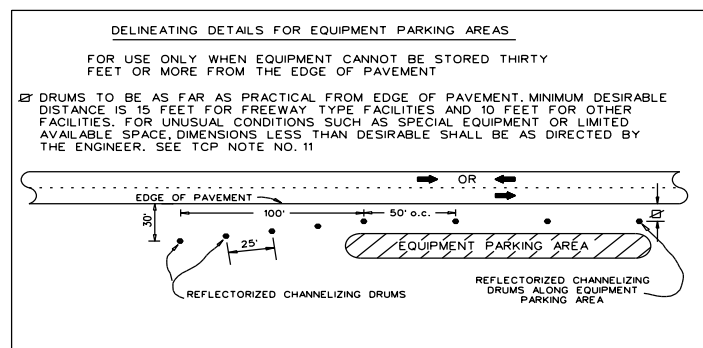 DELINEATING DETAILS FOR EQUIPMENT PARKING AREAS
FOR USE ONLY WHEN EQUIPMENT CANNOT BE STORED THIRTY
FEET OR MORE FROM THE EDGE OF PAVEMENT
DRUMS TO BE AS FAR AS PRACTICAL FROM EDGE OF PAVEMENT. MINIMUM DESIRABLE
DISTANCE IS 15 FEET FOR FREEWAY TYPE FACILITIES AND 10 FEET FOR OTHER
FACILITIES. FOR UNUSUAL CONDITIONS SUCH AS SPECIAL EQUIPMENT OR LIMITED
AVAILABLE SPACE, DIMENSIONS LESS THAN DESIRABLE SHALL BE AS DIRECTED BY
THE ENGINEER. SEE TCP NOTE NO. 11
OR
EDGE OF PAVEMENT
30'
100'
50' o.c.
25'
EQUIPMENT PARKING AREA
REFLECTORIZED CHANNELIZING DRUMS
REFLECTORIZED CHANNELIZING
DRUMS ALONG EQUIPMENT
PARKING AREA